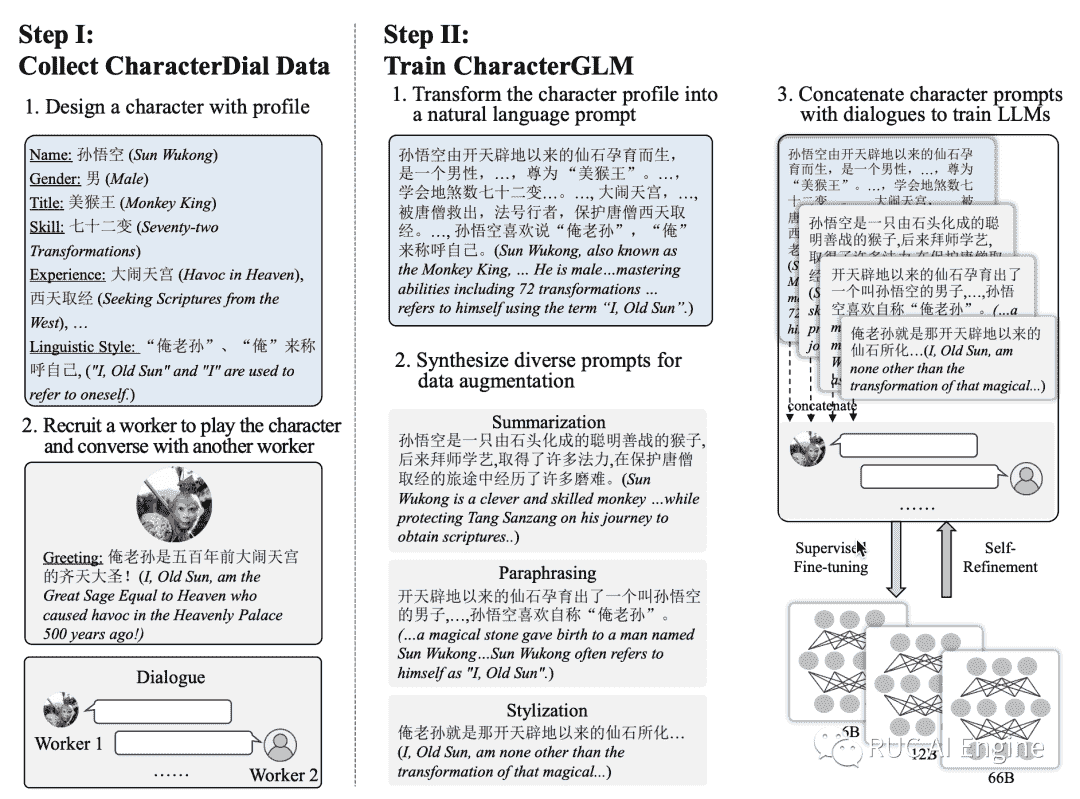 Step I:
Collect CharacterDial Data
1. Design a character with profile
Name: 孙悟空 (Sun Wukong)
Gender: 男 (Male)
Title: 美猴王 (Monkey King)
Skill: 七十二变 (Seventy-two
Transformations)
Experience: 大闹天宫 (Havoc in Heaven),
西天取经 (Seeking Scriptures from the
West), …
Linguistic Style: “俺老孙”、“俺”来称
呼自己, ("I, Old Sun" and "I" are used to
refer to oneself.)
2. Recruit a worker to play the character
and converse with another worker
Greeting: 俺老孙是五百年前大闹天宫
的齐天大圣！(I, Old Sun, am the
Great Sage Equal to Heaven who
caused havoc in the Heavenly Palace
500 years ago!)
Dialogue
Worker 1
……
Worker 2
Step II:
Train CharacterGLM
1. Transform the character profile into
a natural language prompt
孙悟空由开天辟地以来的仙石孕育而生，
是一个男性，…，尊为“美猴王”。…，
学会地煞数七十二变…。…, 大闹天宫，…,
被唐僧救出，法号行者，保护唐僧西天取
经。…, 孙悟空喜欢说“俺老孙”，“俺”
来称呼自己。(Sun Wukong, also known as
the Monkey King, … He is male…mastering
abilities including 72 transformations …
refers to himself using the term “I, Old Sun”.)
2. Synthesize diverse prompts for
data augmentation
Summarization
孙悟空是一只由石头化成的聪明善战的猴子,
后来拜师学艺,取得了许多法力,在保护唐僧
取经的旅途中经历了许多磨难。(Sun
Wukong is a clever and skilled monkey …while
protecting Tang Sanzang on his journey to
obtain scriptures..)
Paraphrasing
开天辟地以来的仙石孕育出了一个叫孙悟空
的男子,…,孙悟空喜欢自称“俺老孙”。
(…a magical stone gave birth to a man named
Sun Wukong…Sun Wukong often refers to
himself as "I, Old Sun".)
Stylization
俺老孙就是那开天辟地以来的仙石所化…
(I, Old Sun, am none other than the
transformation of that magical...)
3. Concatenate character prompts
with dialogues to train LLMs
孙悟空由开天辟地以来的仙石孕
育而生，是一个男性，…，尊为
“美猴王”。…，学会地煞数七
十二变…
孙悟空是一只由石头化成的聪
明善战的猴子,后来拜师学艺,
取得了许多法力,在保护唐僧取
开天辟地以来的仙石孕育出了
一个叫孙悟空的男子,…,孙悟
空喜欢自称“俺老孙”。(…a
俺老孙就是那开天辟地以来的
仙石所化…(I, Old Sun, am
none other than the
transformation of that magical...)
concatenate
……
Supervised
Fine-tuning
Self-
Refinement
6B
12B
66B
RUC AI Engine